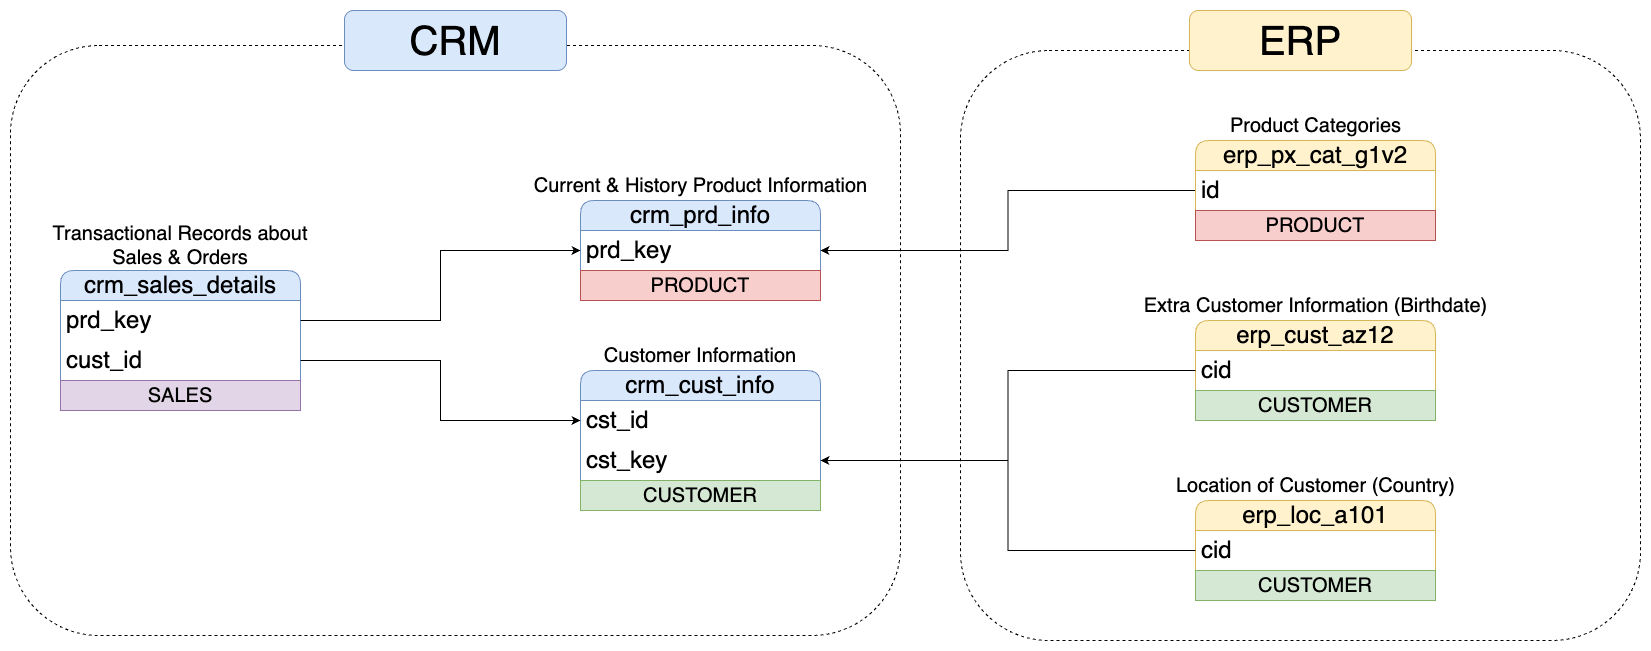 CRM
ERP
Transactional Records about
Sales & Orders
crm_sales_details
prd_key
cust_id
SALES
Current & History Product Information
crm_prd_info
prd_key
PRODUCT
Customer Information
crm_cust_info
cst_id
cst_key
CUSTOMER
Product Categories
erp_px_cat_g1v2
id
PRODUCT
Extra Customer Information (Birthdate)
erp_cust_az12
cid
CUSTOMER
Location of Customer (Country)
erp_loc_a101
cid
CUSTOMER